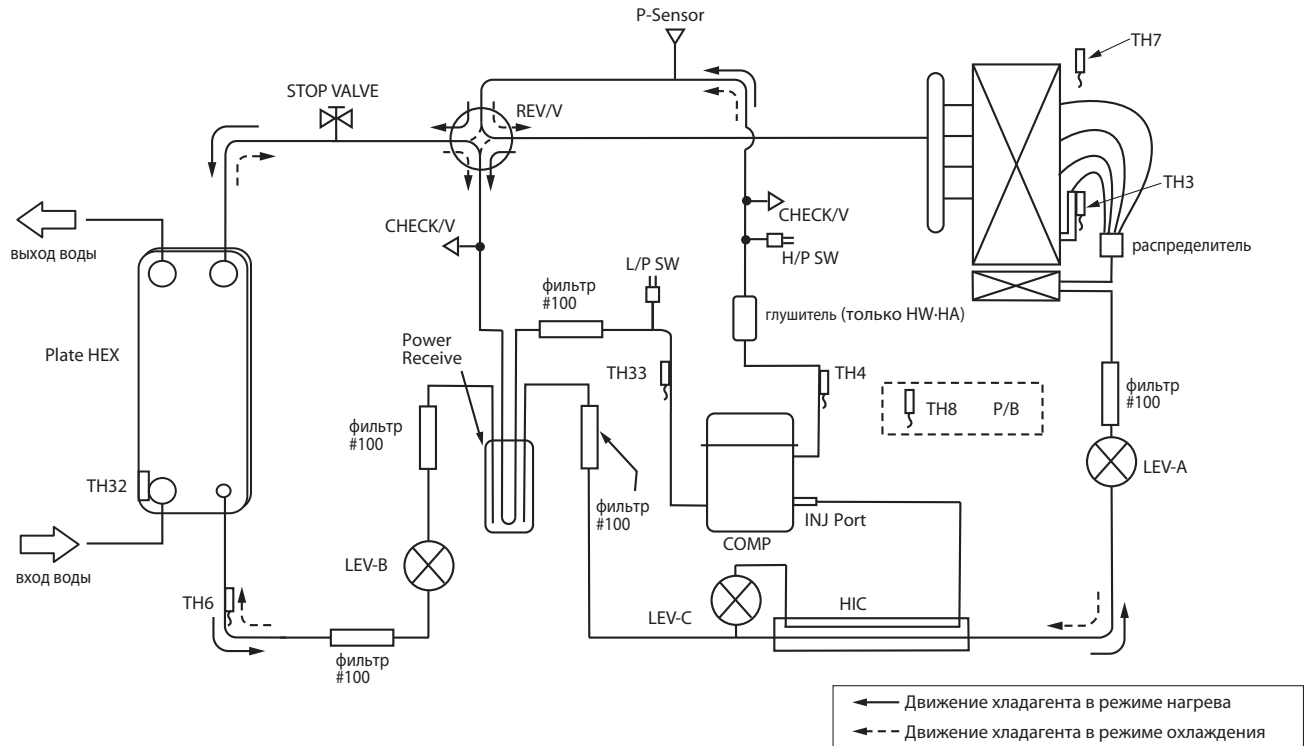 P-Sensor
TH7
STOP VALVE
REV/V
TH3
выход воды
CHECK/V
CHECK/V
распределитель
L/P SW
H/P SW
фильтр
#100
глушитель (только HW·HA)
Plate HEX
Power
Receive
TH33
TH4
фильтр
#100
TH8
P/B
фильтр
#100
LEV-A
TH32
фильтр
#100
INJ Port
COMP
вход воды
LEV-B
TH6
LEV-C
HIC
фильтр
#100
Движение хладагента в режиме нагрева
Движение хладагента в режиме охлаждения